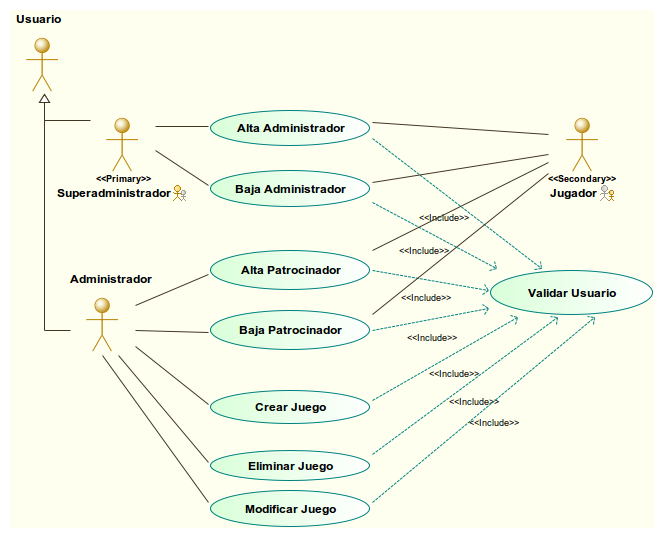 Usuario
Alta Administrador
<<Primary>>
Superadministrador
<<Secondary>>
Jugador
Baja Administrador
<<Include>>
<<Include>>
Administrador
Alta Patrocinador
<<Include>>
Validar Usuario
Baja Patrocinador
<<Include>>
<<Include>>
Crear Juego
<<Include>>
<<Include>>
Eliminar Juego
Modificar Juego